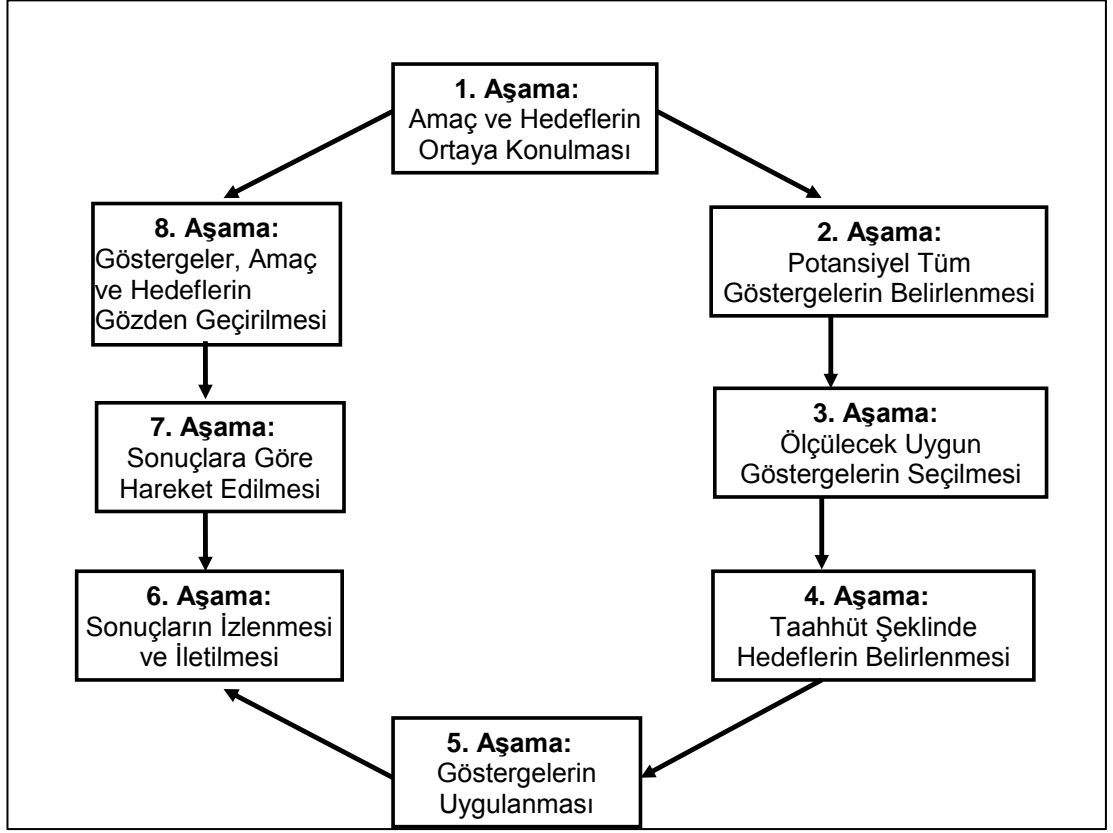 1. Aşama:
Amaç ve Hedeflerin
Ortaya Konulması
2. Aşama:
Potansiyel Tüm
Göstergelerin Belirlenmesi
3. Aşama:
Ölçülecek Uygun
Göstergelerin Seçilmesi
4. Aşama:
Taahhüt Şeklinde
Hedeflerin Belirlenmesi
5. Aşama:
Göstergelerin
Uygulanması
6. Aşama:
Sonuçların İzlenmesi
ve İletilmesi
7. Aşama:
Sonuçlara Göre
Hareket Edilmesi
8. Aşama:
Göstergeler, Amaç
ve Hedeflerin
Gözden Geçirilmesi